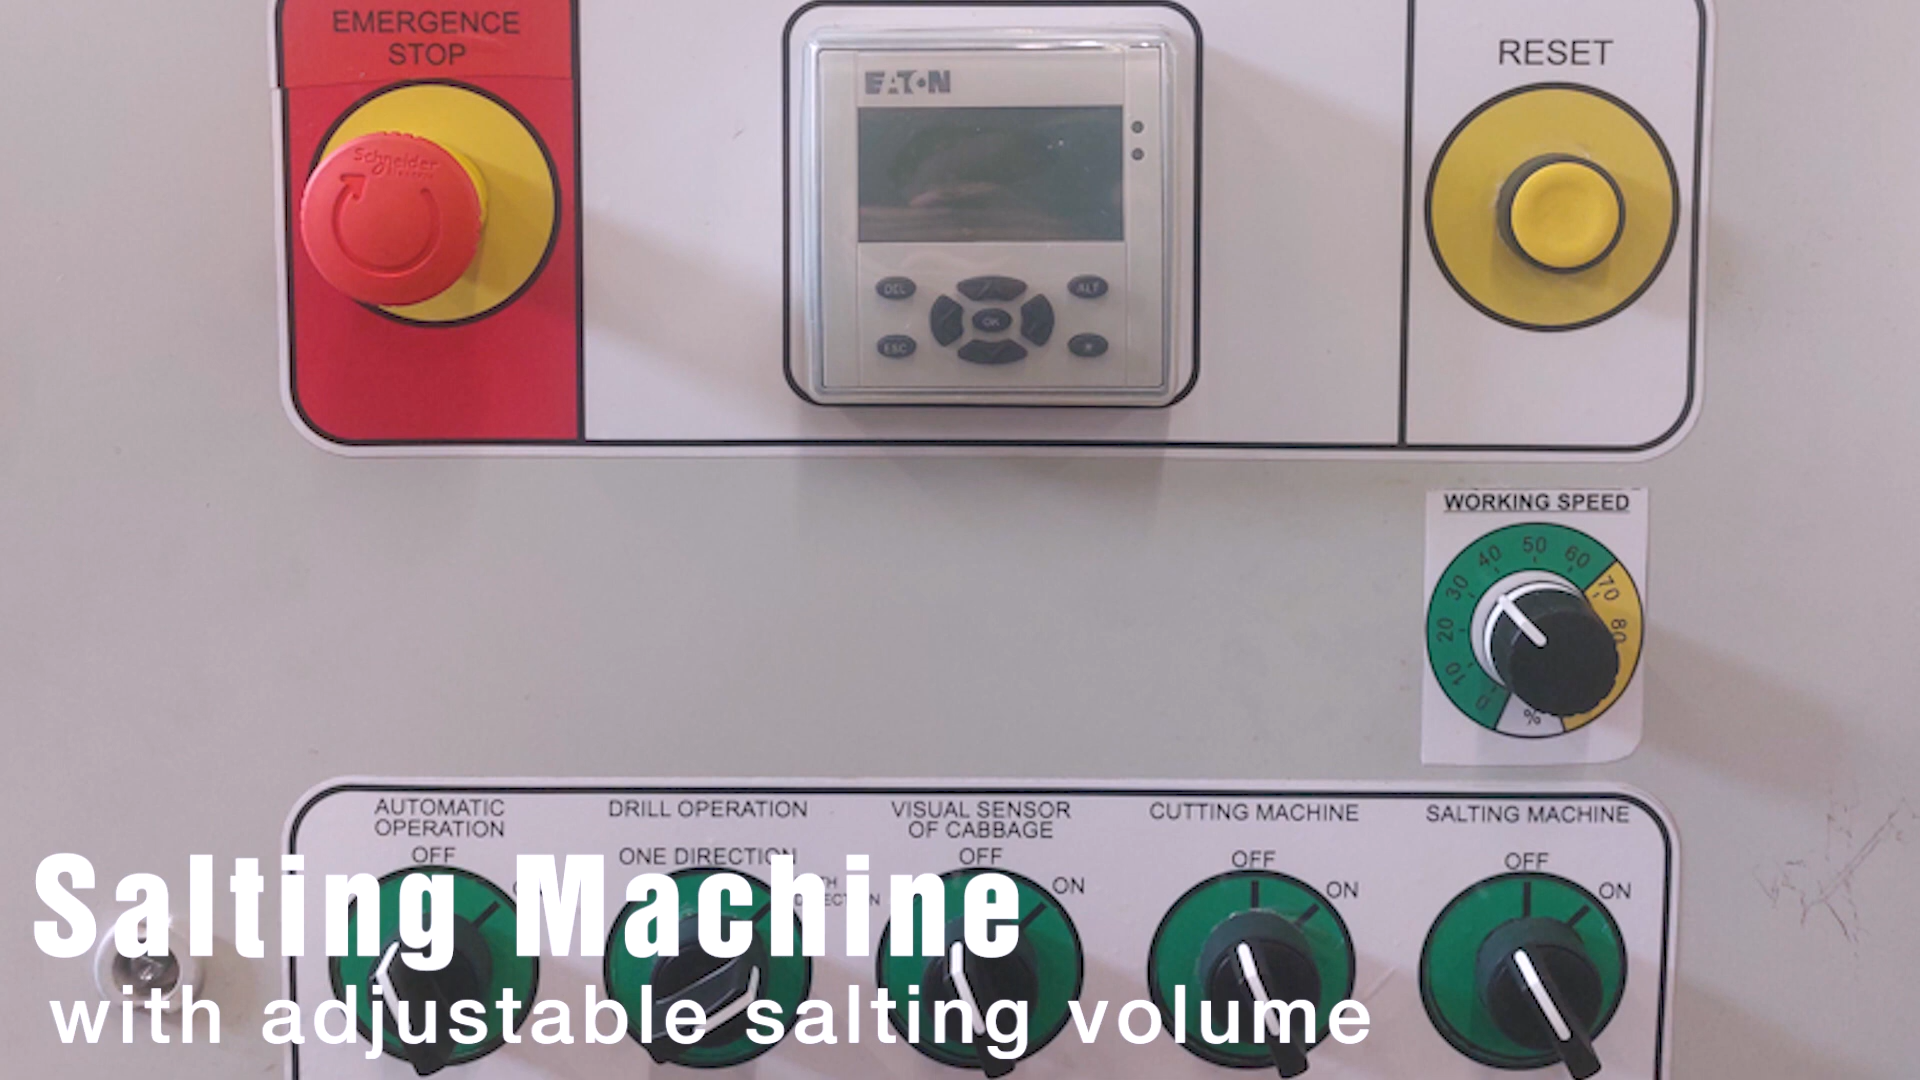 EMERGENCE
STOP
Schneider
Electric
EATON
DEL
ALT
OK
ESC
*
RESET
WORKING SPEED
0 10 20 30 40 50 60 70 80
%
AUTOMATIC
OPERATION
OFF
DRILL OPERATION
ONE DIRECTION
VISUAL SENSOR
OF CABBAGE
OFF
ON
CUTTING MACHINE
OFF
ON
SALTING MACHINE
OFF
ON
Salting Machine
with adjustable salting volume